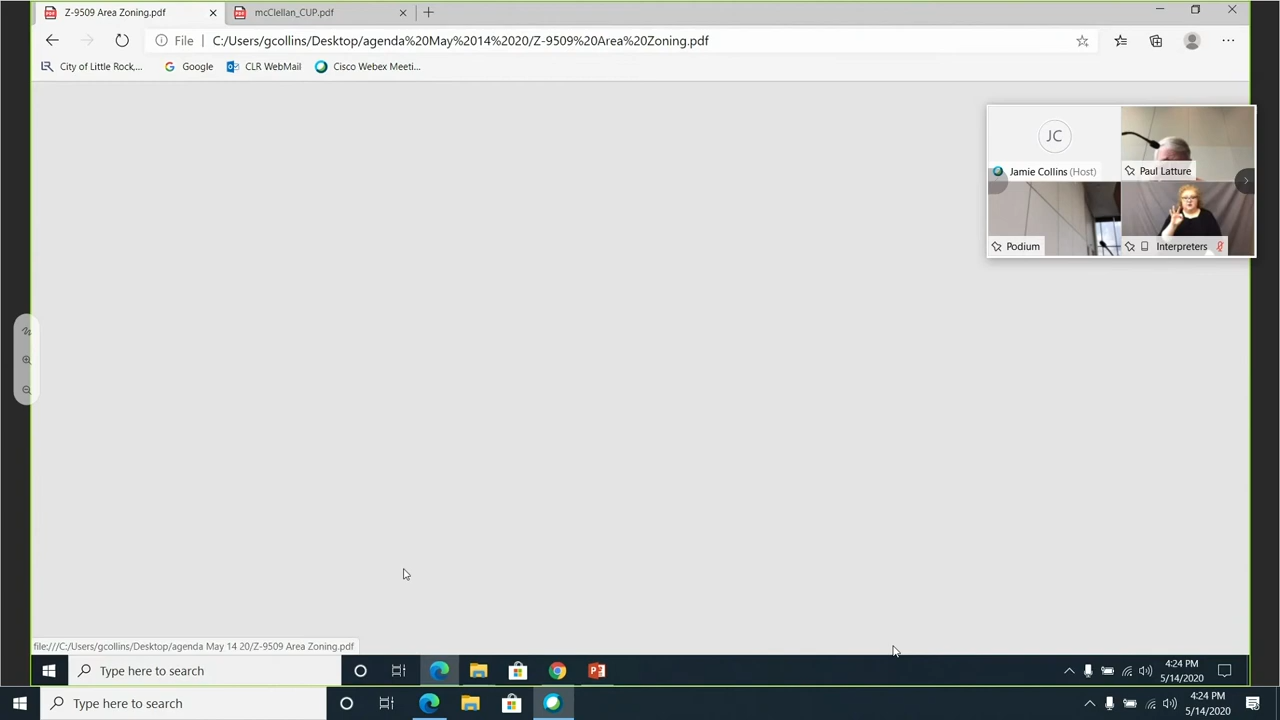 Z-9509 Area Zoning.pdf
mcClellan_CUP.pdf
File
C:/Users/gcollins/Desktop/agenda%20May%2014%20/Z-9509%20Area%20Zoning.pdf
City of Little Rock,...
Google
CLR WebMail
Cisco Webex Meeti...
JC
Jamie Collins (Host)
Paul Latture
Podium
Interpreters
file:///C:/Users/gcollins/Desktop/agenda May 14 20/Z-9509 Area Zoning.pdf
Type here to search
4:24 PM
5/14/2020
Type here to search
4:24 PM
5/14/2020